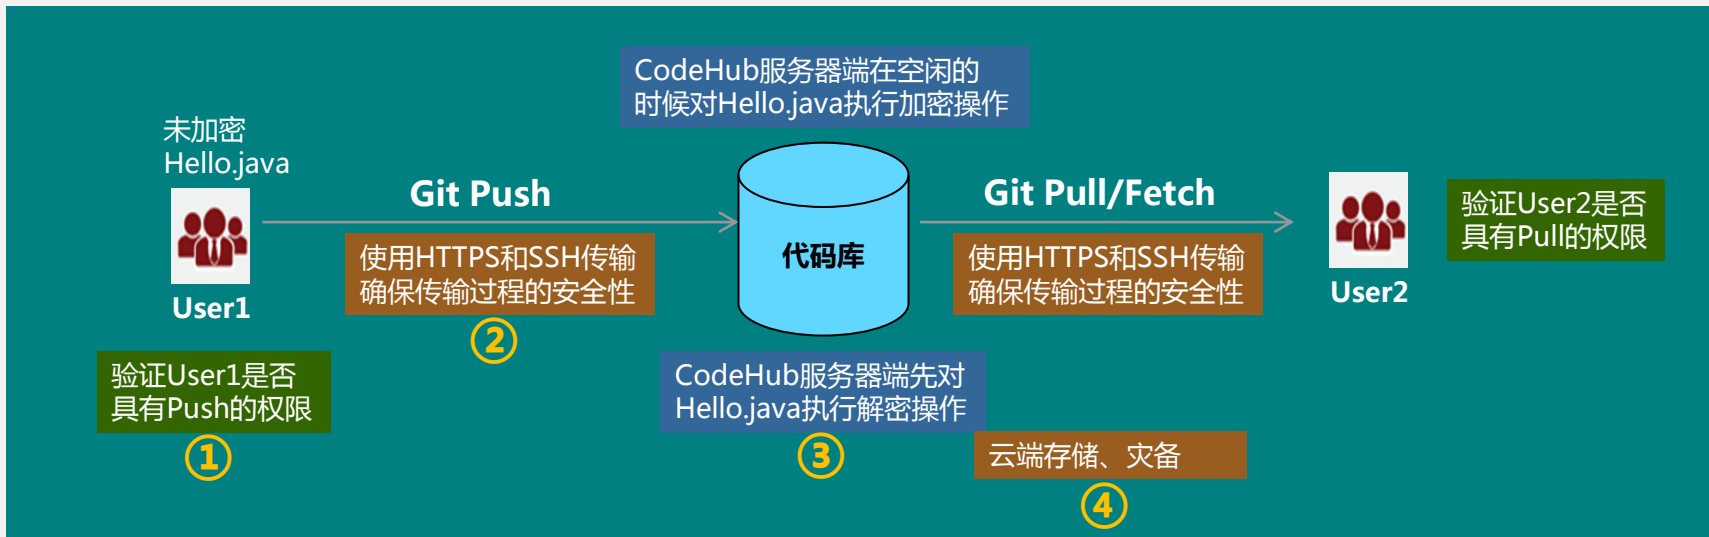 CodeHub服务器端在空闲的
时候对Hello.java执行加密操作
未加密
Hello.java
Git Push
Git Pull/Fetch
使用HTTPS和SSH传输
确保传输过程的安全性
代码库
使用HTTPS和SSH传输
确保传输过程的安全性
验证User2是否
具有Pull的权限
User1
User2
②
验证User1是否
具有Push的权限
①
CodeHub服务器端先对
Hello.java执行解密操作
③
云端存储、灾备
④